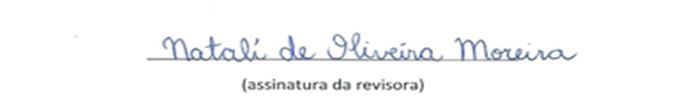 Natalí de Oliveira Moreira
(assinatura da revisora)